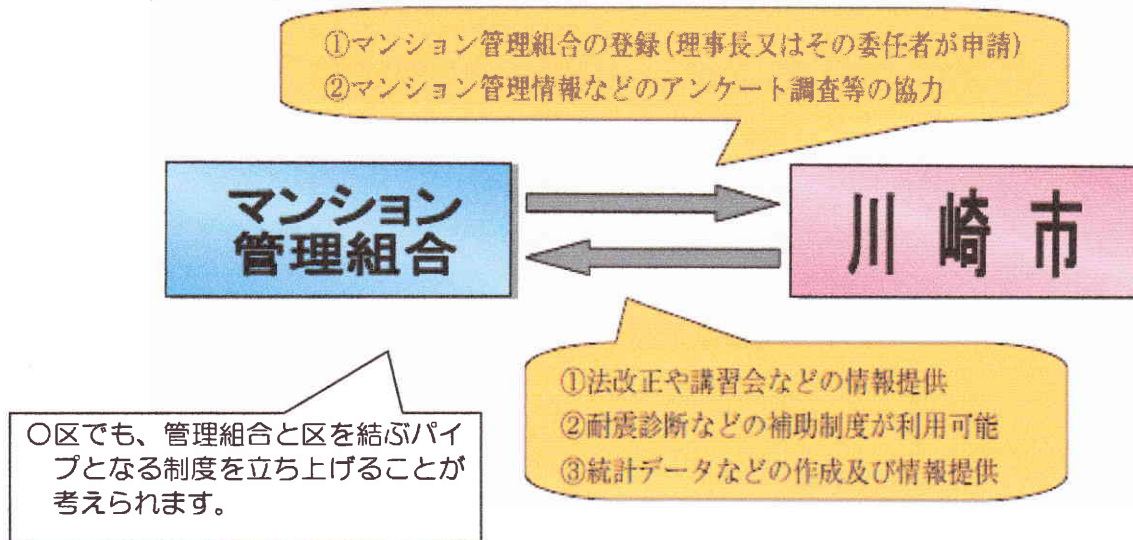 ①マンション管理組合の登録(理事長又はその委任者が申請)
②マンション管理情報などのアンケート調査等の協力
マンション
管理組合
川崎市
①法改正や講習会などの情報提供
②耐震診断などの補助制度が利用可能
③統計データなどの作成及び情報提供
○区でも、管理組合と区を結ぶパイ
プとなる制度を立ち上げることが
考えられます。